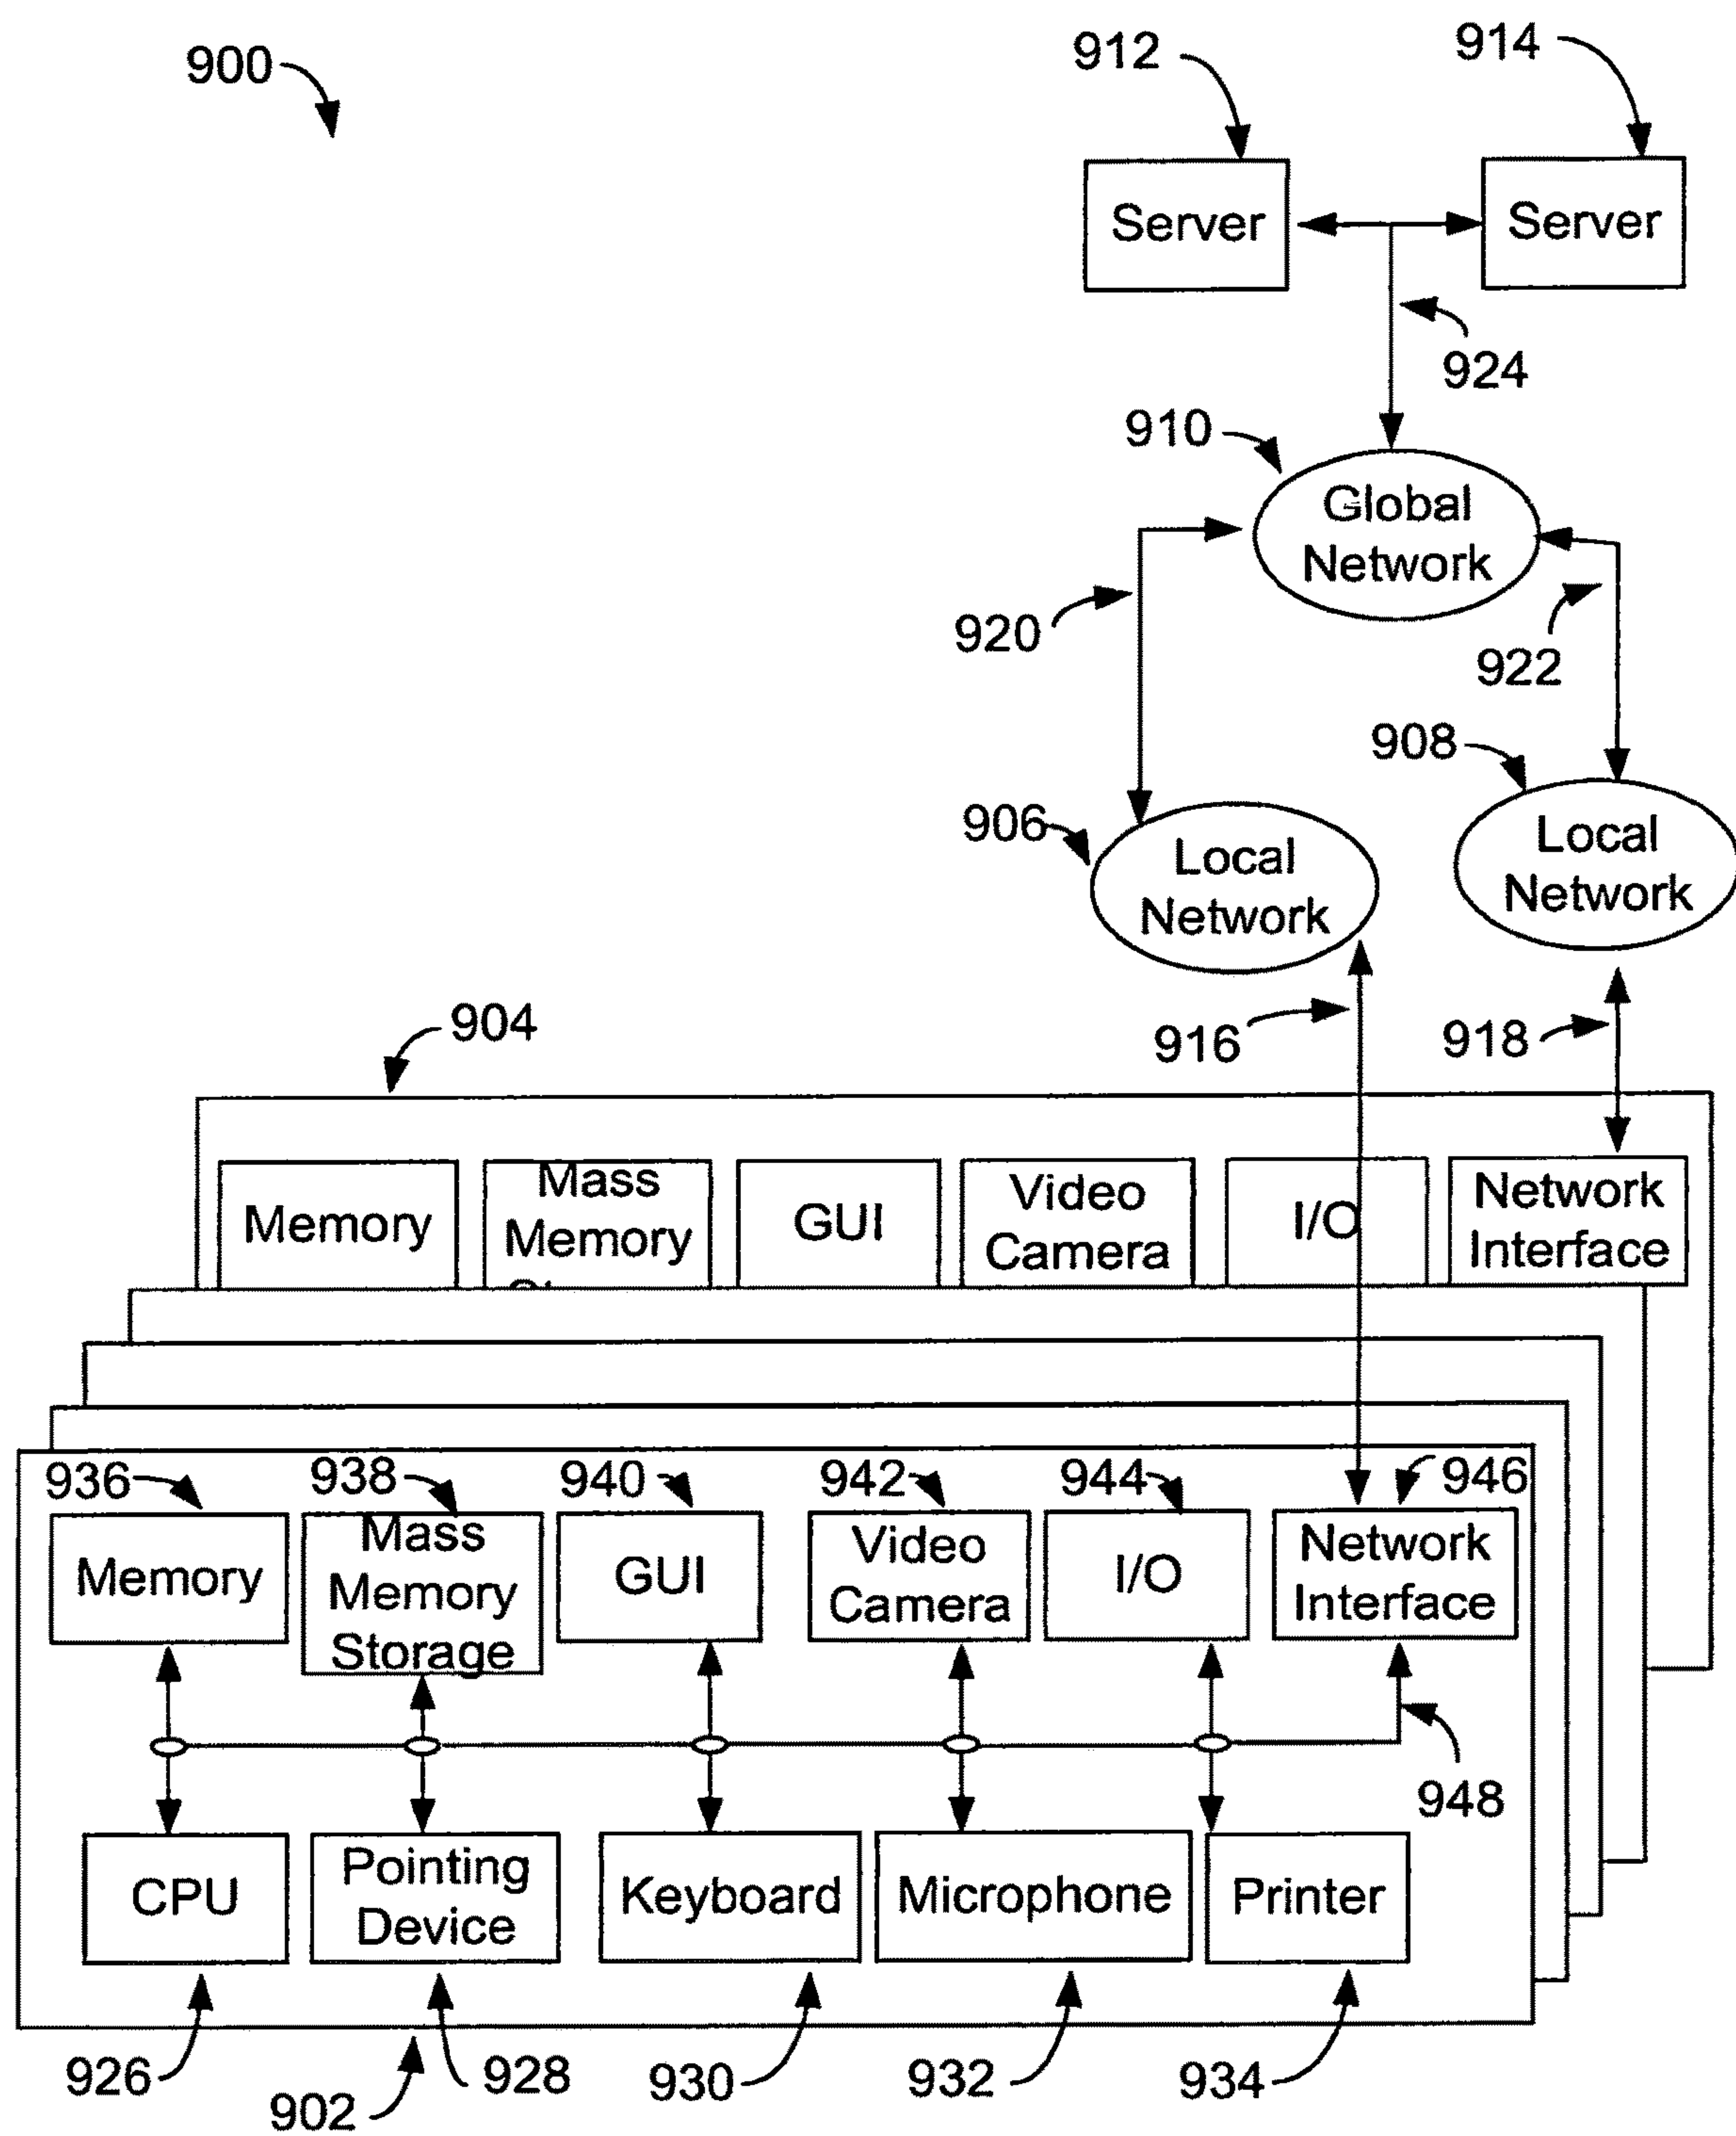 900
912
914
Server
Server
924
910
Global
Network
920
922
908
906
Local
Network
Local
Network
904
916
918
Memory
Mass
Memory
GUI
Video
Camera
I/O
Network
Interface
936
938
940
942
944
946
Memory
Mass
Memory
Storage
GUI
Video
Camera
I/O
Network
Interface
948
CPU
Pointing
Device
Keyboard
Microphone
Printer
926
928
930
932
934
902